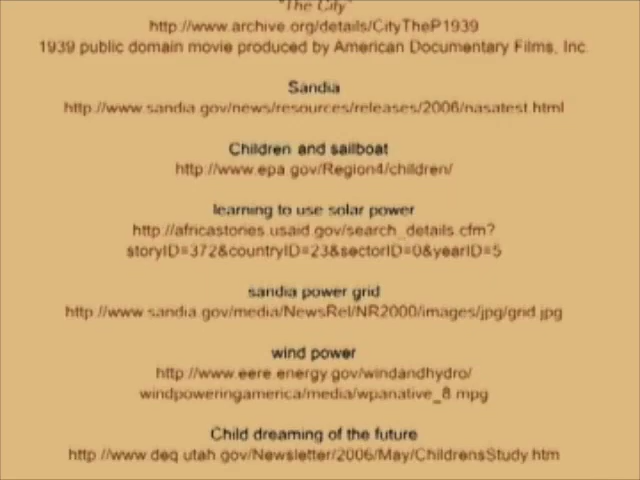 "The City"
http://www.archive.org/details/CityTheP1939
1939 public domain movie produced by American Documentary Films, Inc.
Sandia
http://www.sandia.gov/news/resources/releases/2006/nasatest.html
Children and sailboat
http://www.epa.gov/Region4/children/
learning to use solar power
http://africastories.usaid.gov/search_details.cfm?
storyID=372&countryID=23&sectorID=0&yearID=5
sandia power grid
http://www.sandia.gov/media/NewsRel/NR2000/images/jpg/grid.jpg
wind power
http://www.eere.energy.gov/windandhydro/
windpoweringamerica/media/wpanative_8.mpg
Child dreaming of the future
http://www.deq.utah.gov/Newsletter/2006/May/ChildrensStudy.htm